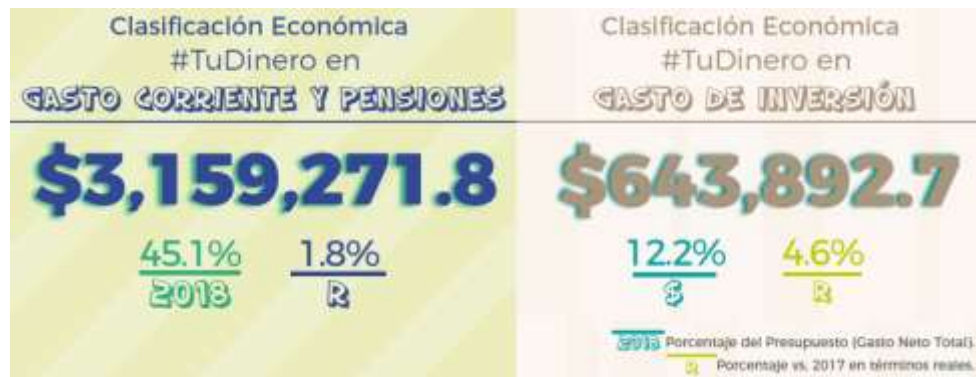 Clasificación Económica
#TuDinero en
GASTO CORRIENTE Y PENSIONES
$3,159,271.8
45.1% 1.8%
2018 R
Clasificación Económica
#TuDinero en
GASTO DE INVERSIÓN
$643,892.7
12.2% 4.6%
$ R
2018 Porcentaje del Presupuesto (Gasto Neto Total).
R Porcentaje vs. 2017 en términos reales.